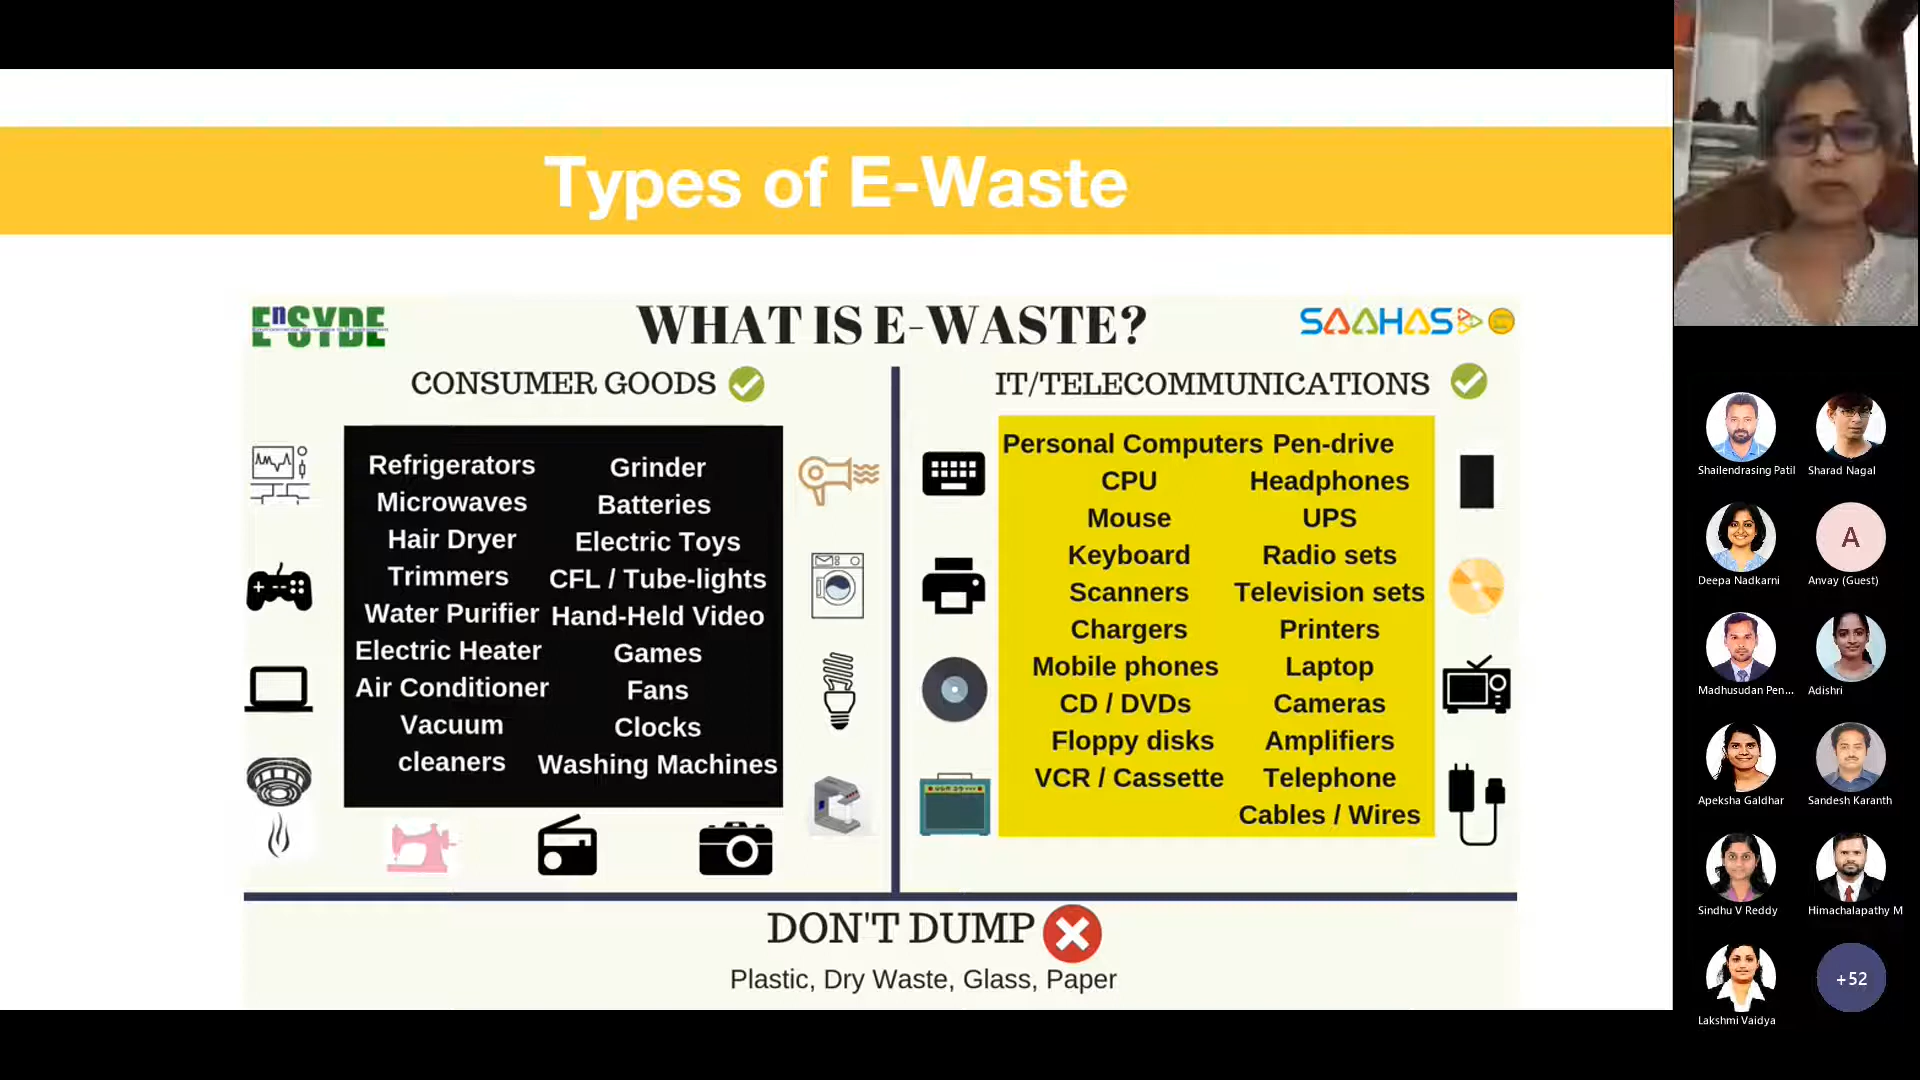 Types of E-Waste
EnSYDE
WHAT IS E-WASTE?
SAAHAS
CONSUMER GOODS
Refrigerators
Microwaves
Hair Dryer
Trimmers
Water Purifier
Electric Heater
Air Conditioner
Vacuum
cleaners
Grinder
Batteries
Electric Toys
CFL / Tube-lights
Hand-Held Video
Games
Fans
Clocks
Washing Machines
IT/TELECOMMUNICATIONS
Personal Computers
CPU
Mouse
Keyboard
Scanners
Chargers
Mobile phones
CD / DVDs
Floppy disks
VCR / Cassette
Pen-drive
Headphones
UPS
Radio sets
Television sets
Printers
Laptop
Cameras
Amplifiers
Telephone
Cables / Wires
DON'T DUMP
Plastic, Dry Waste, Glass, Paper
Shailendrasing Patil
Sharad Nagal
Deepa Nadkarni
A
Anvay (Guest)
Madhusudan Pen...
Adishri
Apeksha Galdhar
Sandesh Karanth
Sindhu V Reddy
Himachalapathy M
Lakshmi Vaidya
+52